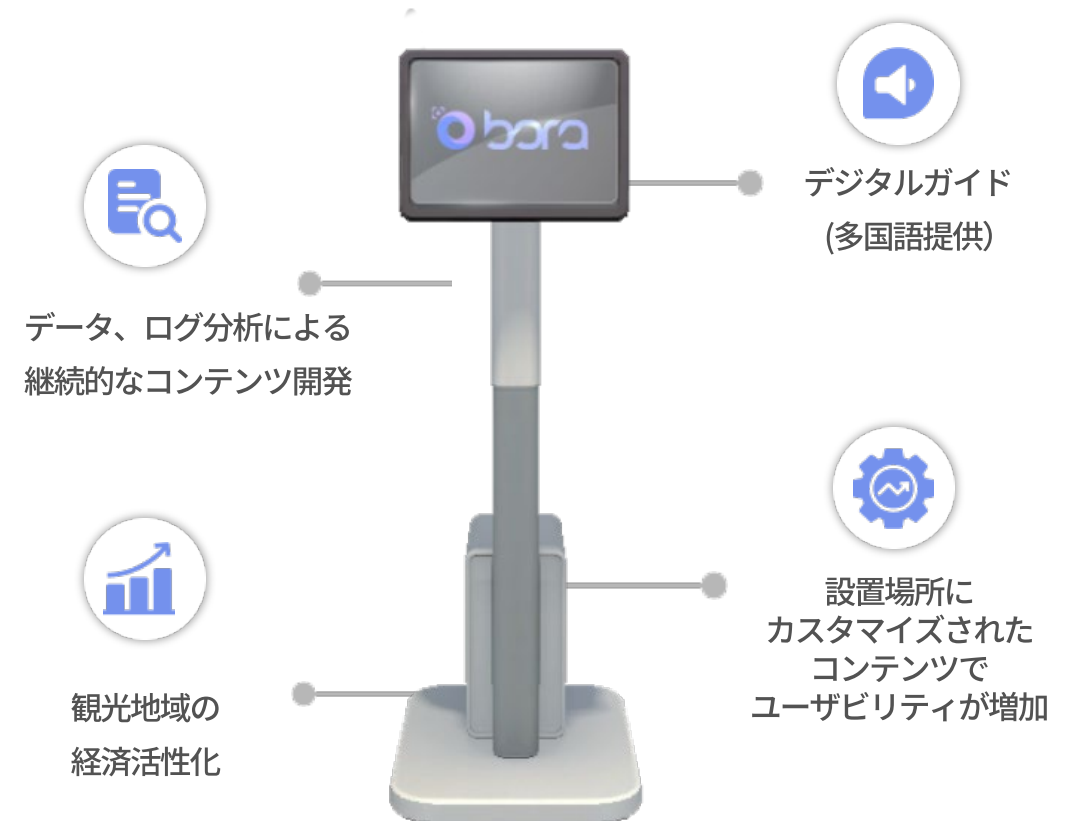 bora
デジタルガイド
(多国語提供)
データ、ログ分析による
継続的なコンテンツ開発
設置場所に
カスタマイズされた
コンテンツで
ユーザビリティが増加
観光地域の
経済活性化